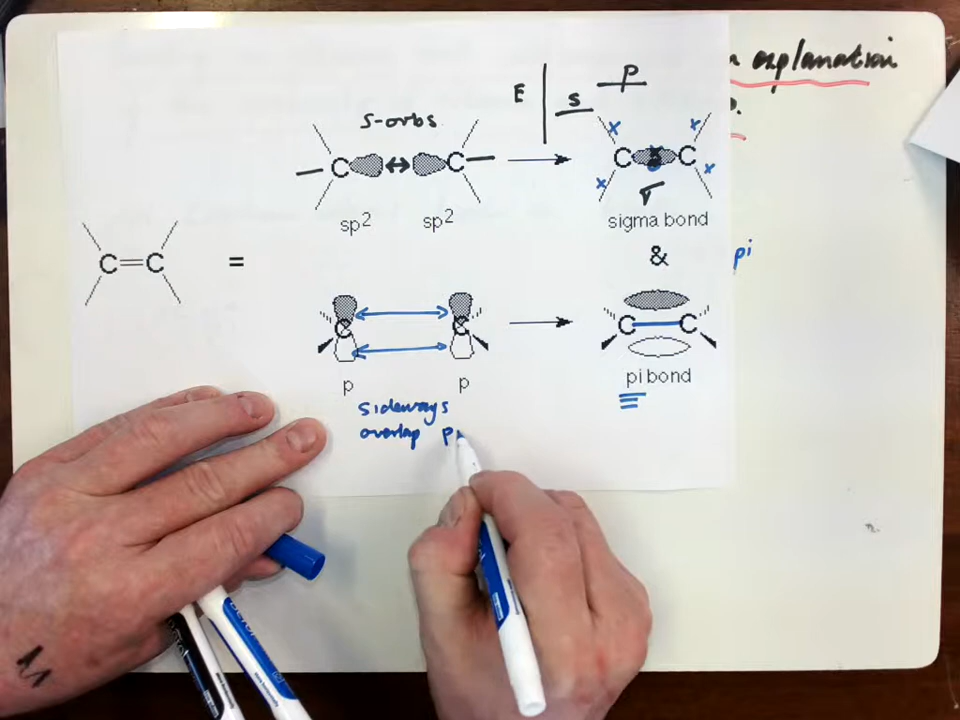 explanation
E
s
p
s-orbs
C C
C C
x x x x
sp2 sp2
σ
sigma bond
C=C
=
&
pi
C C
C C
p p
pi bond
sideways
overlap p